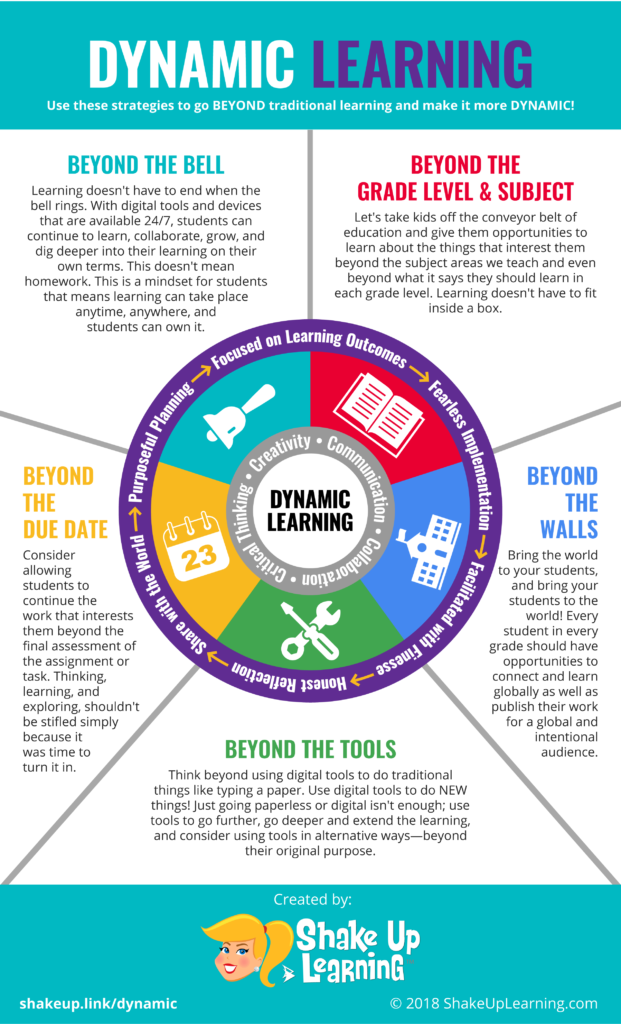 DYNAMIC LEARNING
Use these strategies to go BEYOND traditional learning and make it more DYNAMIC!
BEYOND THE BELL
Learning doesn't have to end when the
bell rings. With digital tools and devices
that are available 24/7, students can
continue to learn, collaborate, grow, and
dig deeper into their learning on their
own terms. This doesn't mean
homework. This is a mindset for students
that means learning can take place
anytime, anywhere, and
students can own it.
BEYOND THE
GRADE LEVEL & SUBJECT
Let's take kids off the conveyor belt of
education and give them opportunities to
learn about the things that interest them
beyond the subject areas we teach and even
beyond what it says they should learn in
each grade level. Learning doesn't have to fit
inside a box.
Purposeful Planning → Focused on Learning Outcomes → Fearless Implementation → Facilitated with Finesse → Honest Reflection → Share with the World →
Critical Thinking • Creativity • Communication • Collaboration •
DYNAMIC
LEARNING
23
BEYOND
THE
DUE DATE
Consider
allowing
students to
continue the
work that interests
them beyond the
final assessment of
the assignment or
task. Thinking,
learning, and
exploring, shouldn't
be stifled simply
because it
was time to
turn it in.
BEYOND
THE
WALLS
Bring the world
to your students,
and bring your
students to the
world! Every
student in every
grade should have
opportunities to
connect and learn
globally as well as
publish their work
for a global and
intentional
audience.
BEYOND THE TOOLS
Think beyond using digital tools to do traditional
things like typing a paper. Use digital tools to do NEW
things! Just going paperless or digital isn't enough; use
tools to go further, go deeper and extend the learning,
and consider using tools in alternative ways—beyond
their original purpose.
Created by:
Shake Up
Learning
shakeup.link/dynamic
© 2018 ShakeUpLearning.com